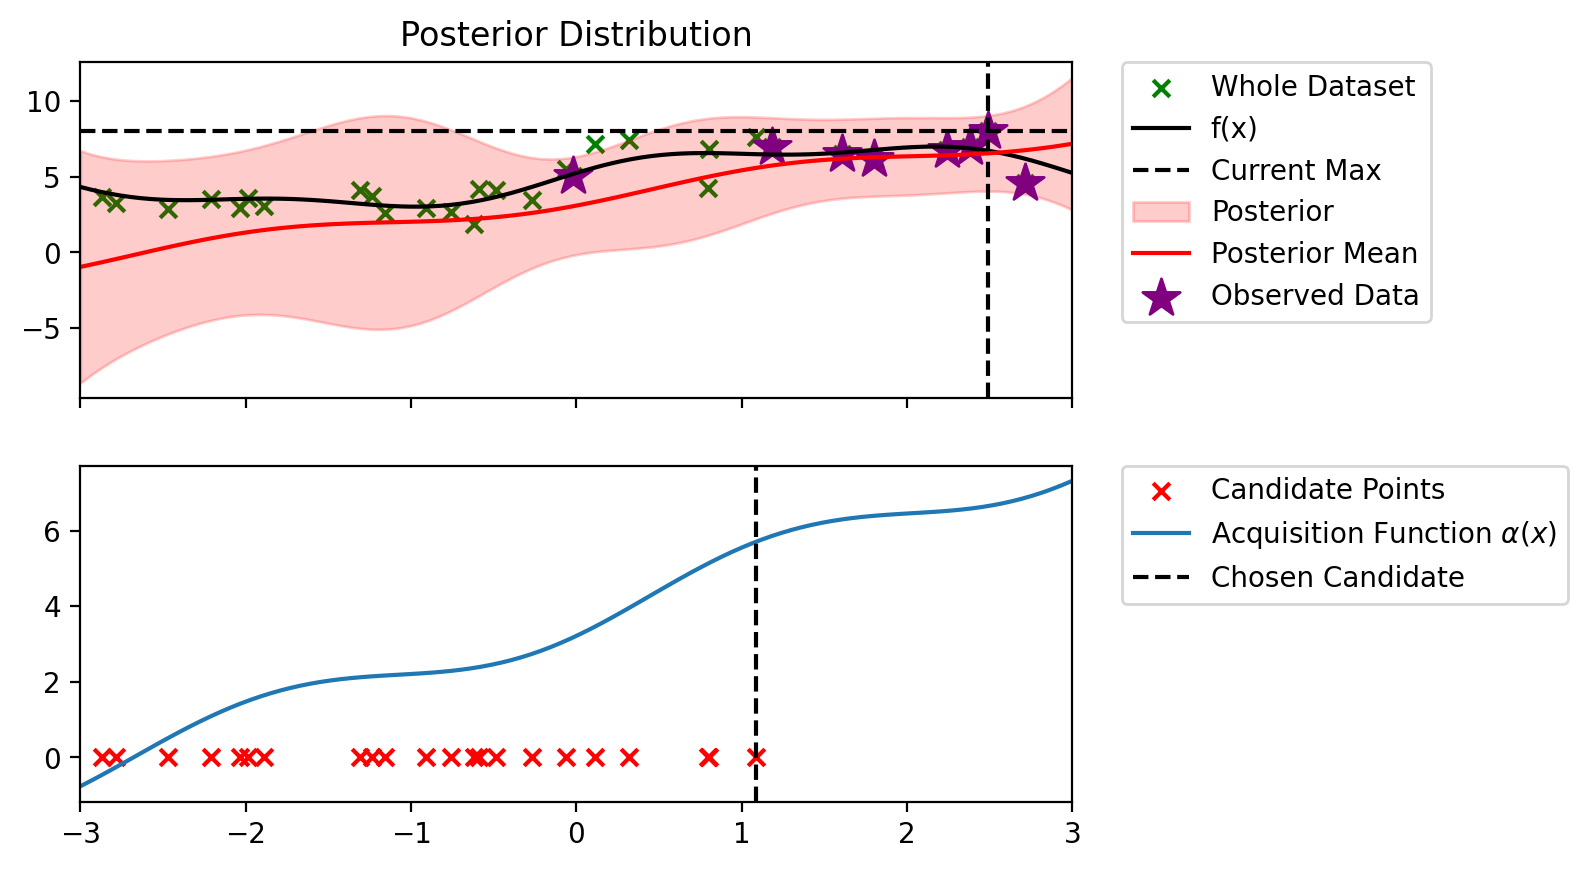 Posterior Distribution
10
5
0
−5
Whole Dataset
f(x)
Current Max
Posterior
Posterior Mean
Observed Data
6
4
2
0
−3 −2 −1 0 1 2 3
Candidate Points
Acquisition Function α(x)
Chosen Candidate